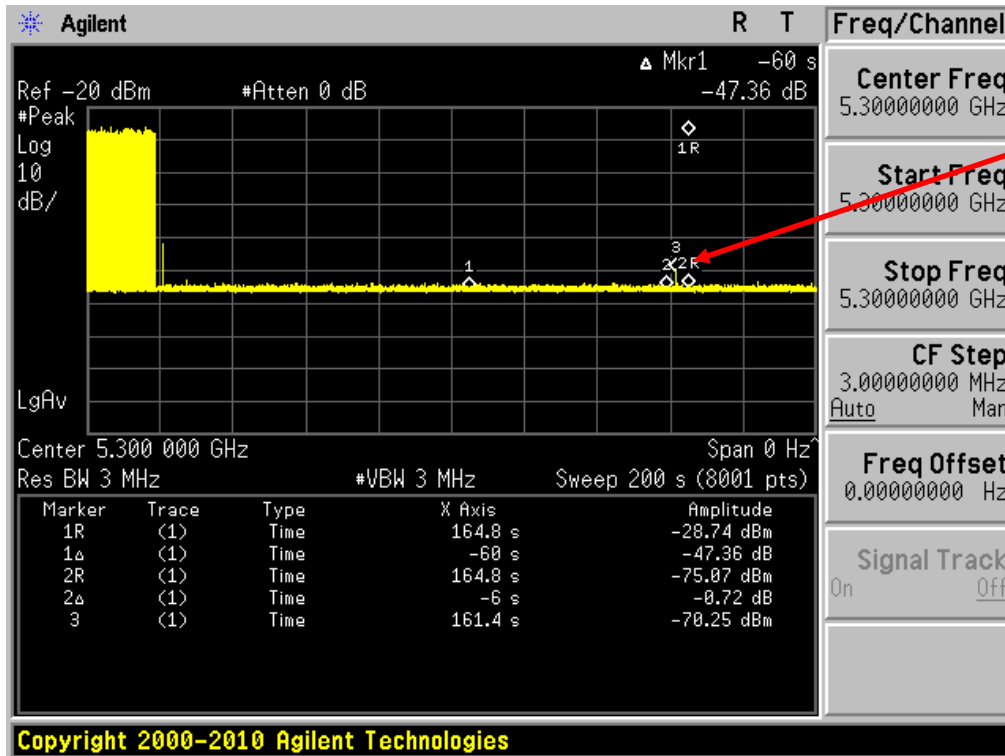 Agilent R T
Freq/Channel
Δ Mkr1 -60 s
Ref -20 dBm #Atten 0 dB -47.36 dB
#Peak
Log
10
dB/
1R
3
1
2 2R
LgAv
Center 5.300 000 GHz Span 0 Hz^
Res BW 3 MHz #VBW 3 MHz Sweep 200 s (8001 pts)
Marker Trace Type X Axis Amplitude
1R (1) Time 164.8 s -28.74 dBm
1Δ (1) Time -60 s -47.36 dB
2R (1) Time 164.8 s -75.07 dBm
2Δ (1) Time -6 s -0.72 dB
3 (1) Time 161.4 s -70.25 dBm
Center Freq
5.30000000 GHz
Start Freq
5.30000000 GHz
Stop Freq
5.30000000 GHz
CF Step
3.00000000 MHz
Auto Man
Freq Offset
0.00000000 Hz
Signal Track
On Off
Copyright 2000-2010 Agilent Technologies